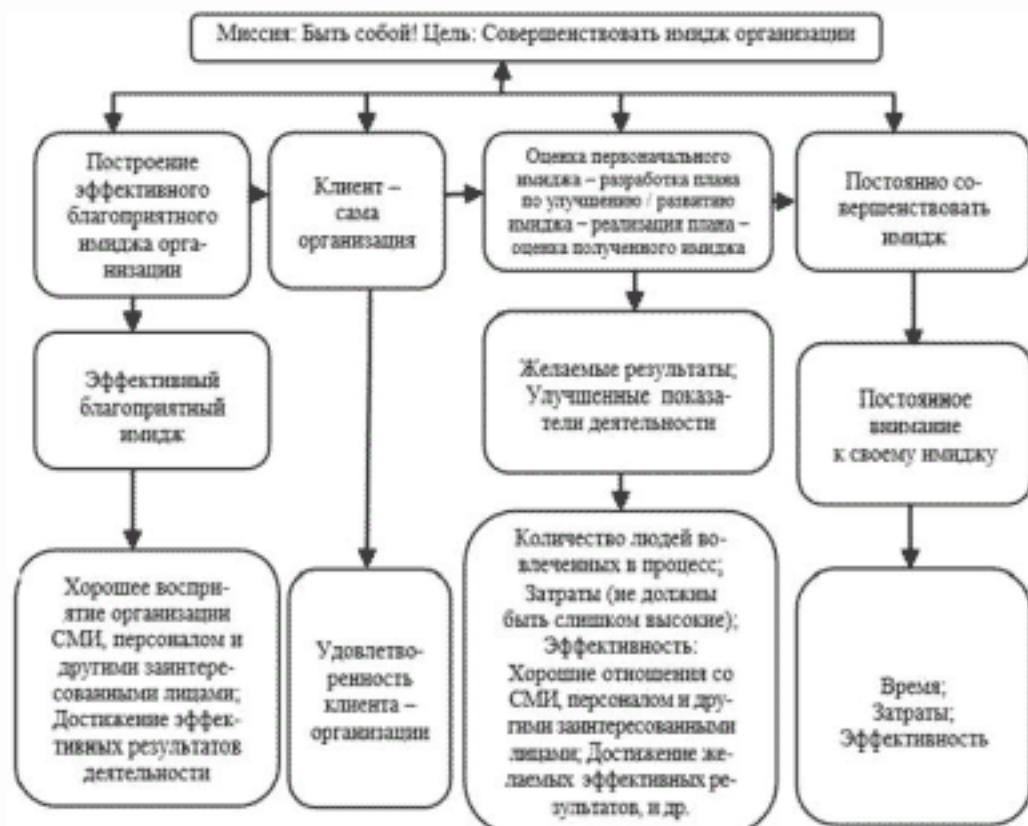 Миссия: Быть собой! Цель: Совершенствовать имидж организации
Построение
эффективного
благоприятного
имиджа орга-
низации
Клиент –
сама
организация
Оценка первоначального
имиджа – разработка плана
по улучшению / развитию
имиджа – реализация плана –
оценка полученного имиджа
Постоянно со-
вершенствовать
имидж
Эффективный
благоприятный
имидж
Желаемые результаты;
Улучшенные показа-
тели деятельности
Постоянное
внимание
к своему имиджу
Хорошее воспри-
ятие организации
СМИ, персоналом и
другими заинтере-
сованными лицами;
Достижение эффек-
тивных результатов
деятельности
Удовлетво-
ренность
клиента –
организации
Количество людей во-
влеченных в процесс;
Затраты (не должны
быть слишком высокие);
Эффективность:
Хорошие отношения со
СМИ, персоналом и дру-
гими заинтересованными
лицами; Достижение же-
лаемых эффективных ре-
зультатов, и др.
Время;
Затраты;
Эффективность